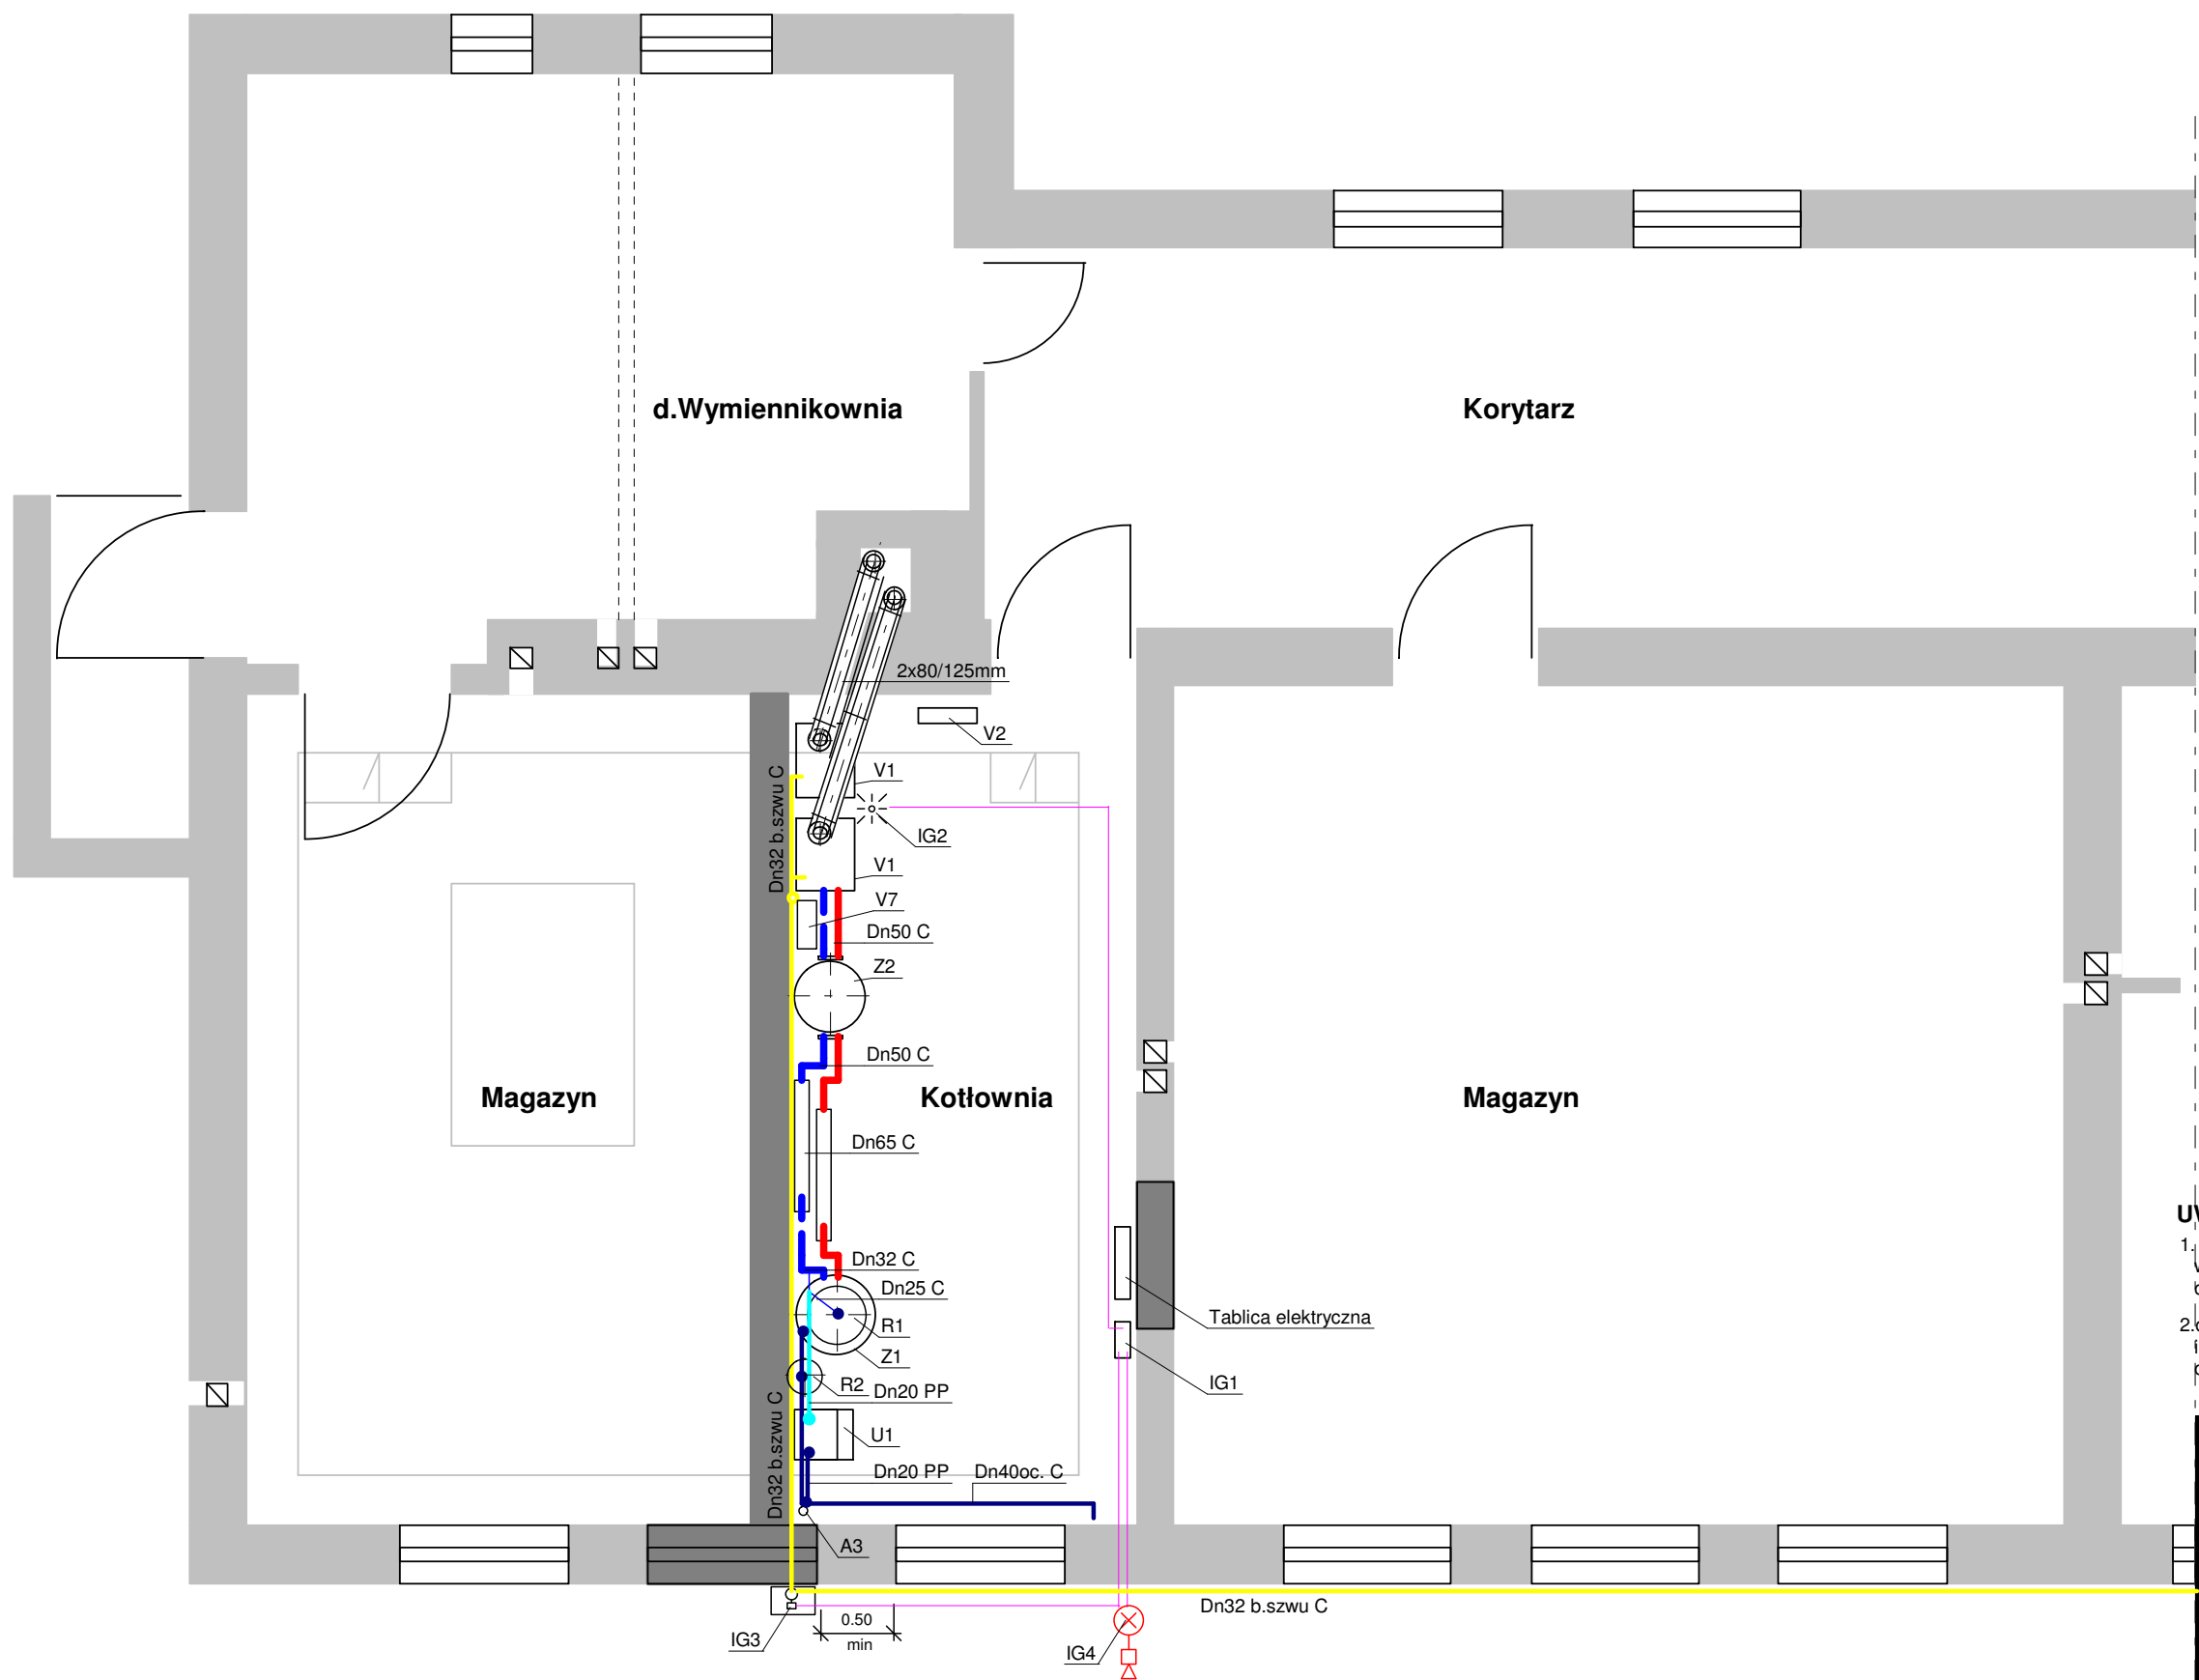 d.Wymiennikownia
Korytarz
2x80/125mm
V2
V1
Dn32 b.szwu C
IG2
V1
V7
Dn50 C
Z2
Dn50 C
Magazyn
Kotłownia
Magazyn
Dn65 C
Dn32 C
Dn25 C
R1
Tablica elektryczna
Z1
IG1
R2
Dn20 PP
Dn32 b.szwu C
U1
Dn20 PP
Dn40oc. C
A3
Dn32 b.szwu C
0.50
min
IG3
IG4
1.
2.